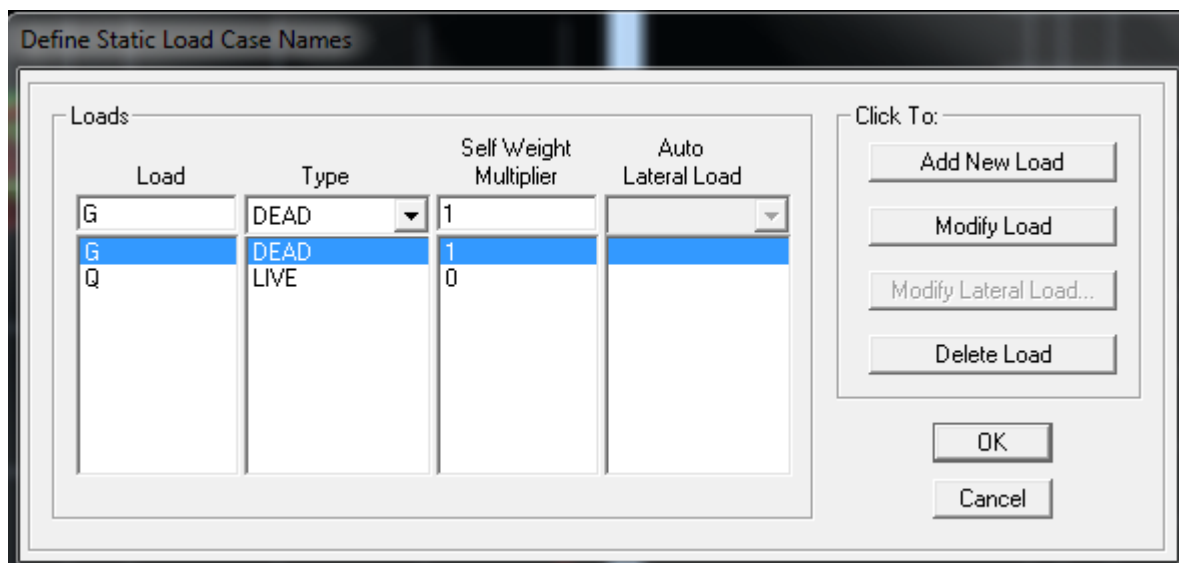 Define Static Load Case Names
Loads
Load Type Self Weight Multiplier Auto Lateral Load
G DEAD 1
G DEAD 1
Q LIVE 0
Click To:
Add New Load
Modify Load
Modify Lateral Load...
Delete Load
OK
Cancel